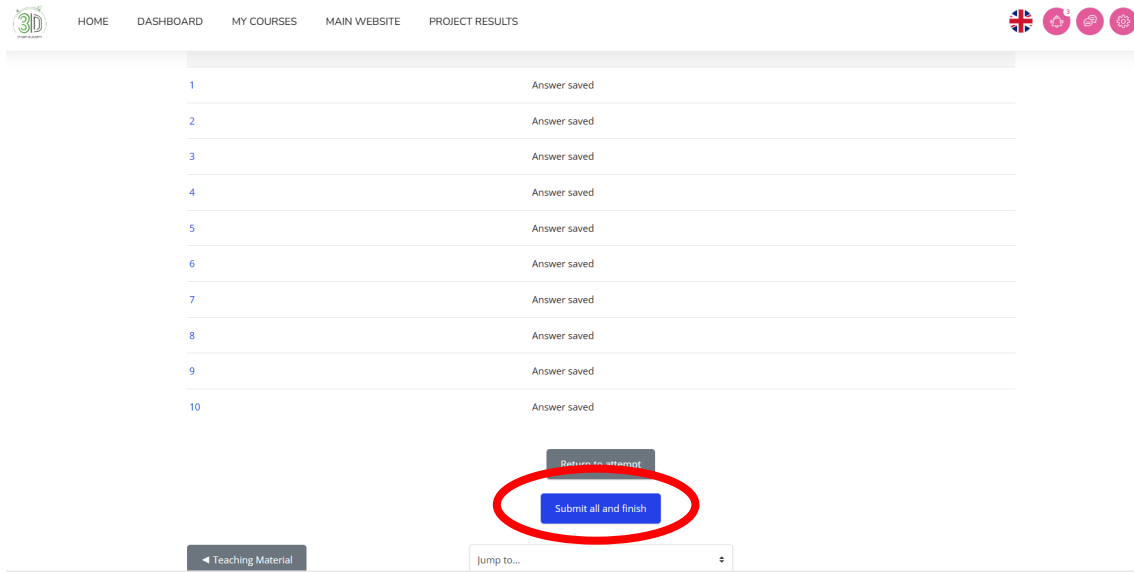 3D
HOME DASHBOARD MY COURSES MAIN WEBSITE PROJECT RESULTS
3
1 Answer saved
2 Answer saved
3 Answer saved
4 Answer saved
5 Answer saved
6 Answer saved
7 Answer saved
8 Answer saved
9 Answer saved
10 Answer saved
Return to attempt
Submit all and finish
◄ Teaching Material Jump to...